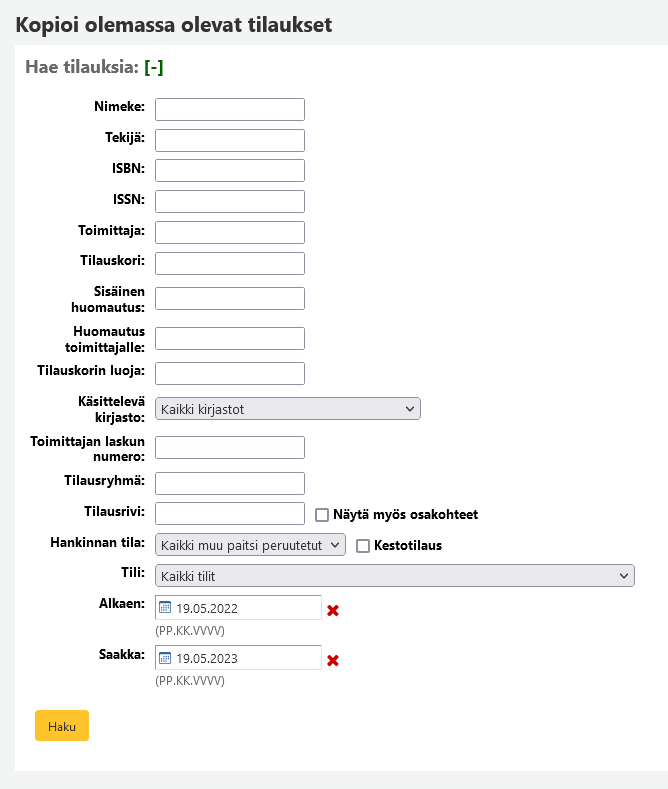 Kopioi olemassa olevat tilaukset
Hae tilauksia: [-]
Nimeke:
Tekijä:
ISBN:
ISSN:
Toimittaja:
Tilauskori:
Sisäinen
huomautus:
Huomautus
toimittajalle:
Tilauskorin luoja:
Käsittelevä
kirjasto:
Kaikki kirjastot
Toimittajan laskun
numero:
Tilausryhmä:
Tilausrivi:
Näytä myös osakohteet
Hankinnan tila: Kaikki muu paitsi peruutetut Kestotilaus
Tili: Kaikki tilit
Alkaen: 19.05.2022
(PP.KK.VVVV)
Saakka: 19.05.2023
(PP.KK.VVVV)
Haku